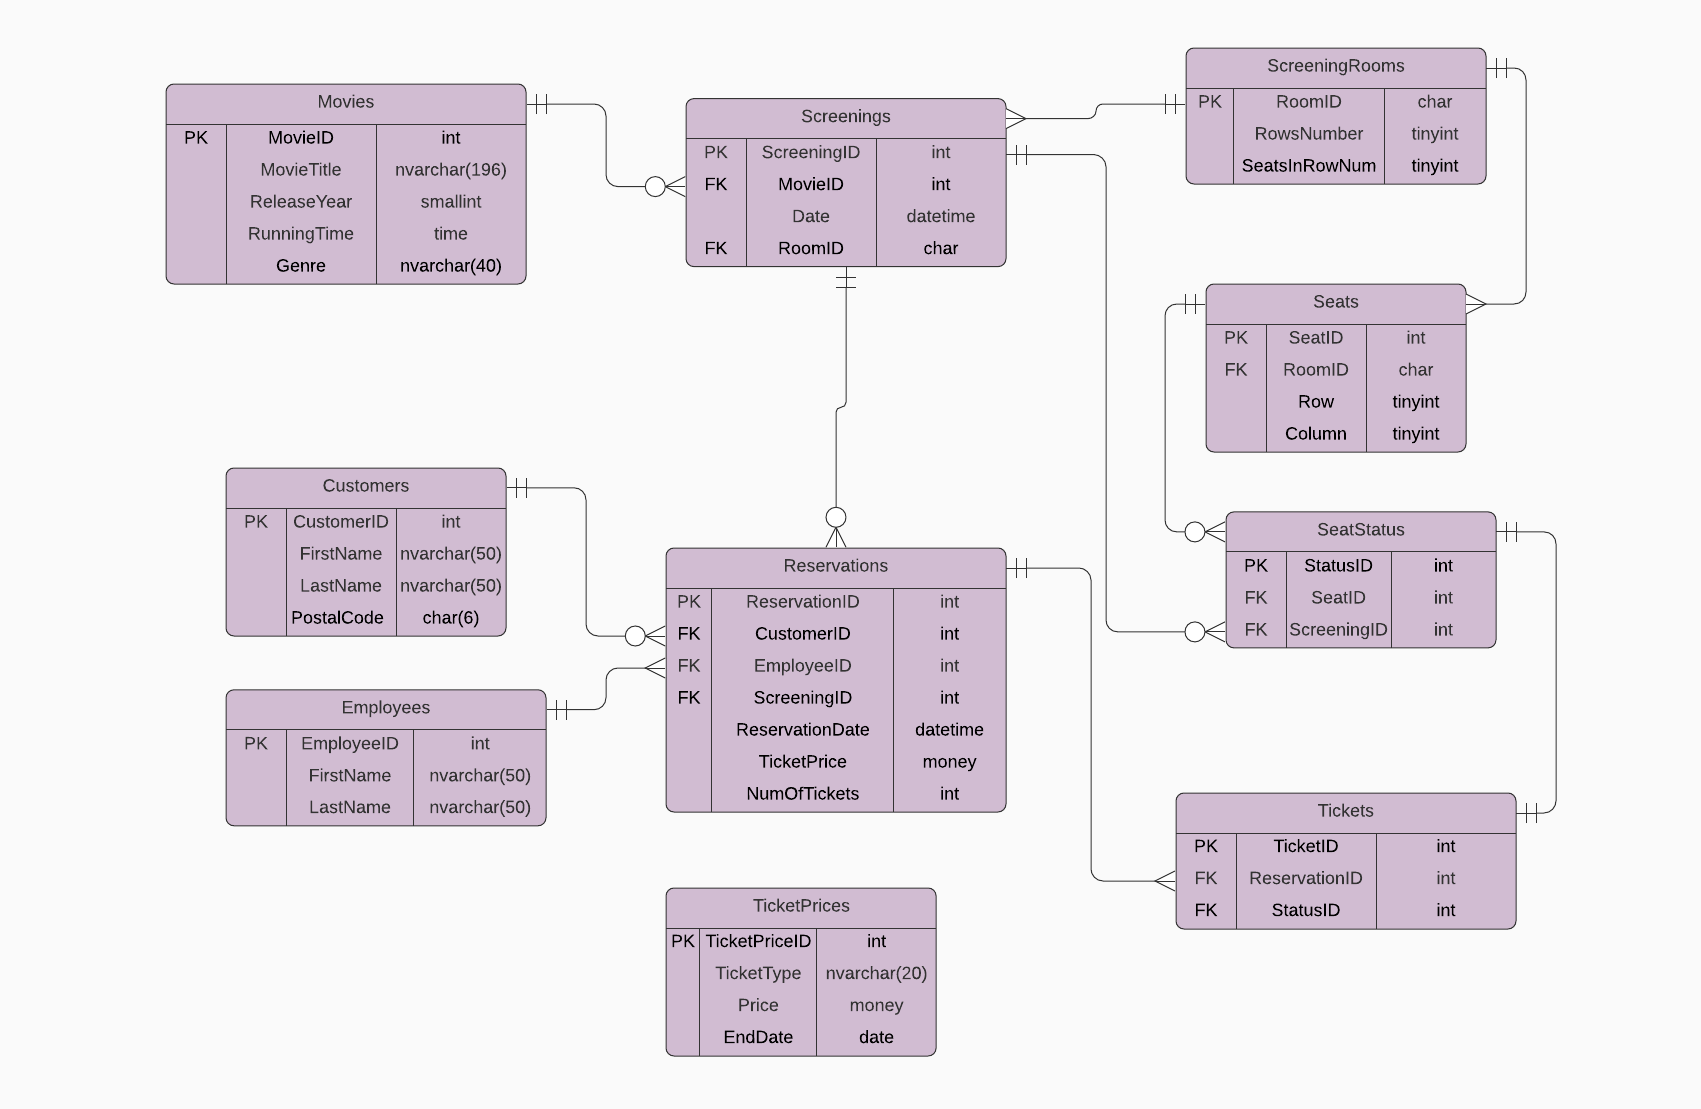 Movies
PK MovieID int
MovieTitle nvarchar(196)
ReleaseYear smallint
RunningTime time
Genre nvarchar(40)
Screenings
PK ScreeningID int
FK MovieID int
Date datetime
FK RoomID char
ScreeningRooms
PK RoomID char
RowsNumber tinyint
SeatsInRowNum tinyint
Seats
PK SeatID int
FK RoomID char
Row tinyint
Column tinyint
Customers
PK CustomerID int
FirstName nvarchar(50)
LastName nvarchar(50)
PostalCode char(6)
Reservations
PK ReservationID int
FK CustomerID int
FK EmployeeID int
FK ScreeningID int
ReservationDate datetime
TicketPrice money
NumOfTickets int
SeatStatus
PK StatusID int
FK SeatID int
FK ScreeningID int
Employees
PK EmployeeID int
FirstName nvarchar(50)
LastName nvarchar(50)
Tickets
PK TicketID int
FK ReservationID int
FK StatusID int
TicketPrices
PK TicketPriceID int
TicketType nvarchar(20)
Price money
EndDate date